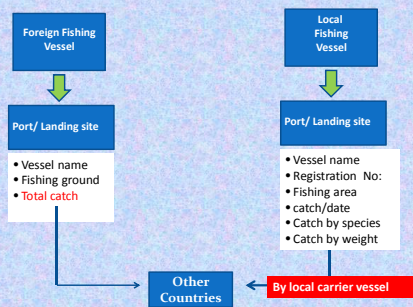 Foreign Fishing
Vessel
Port/ Landing site
• Vessel name
• Fishing ground
• Total catch
Local
Fishing
Vessel
Port/ Landing site
• Vessel name
• Registration No:
• Fishing area
• catch/date
• Catch by species
• Catch by weight
Other
Countries
By local carrier vessel